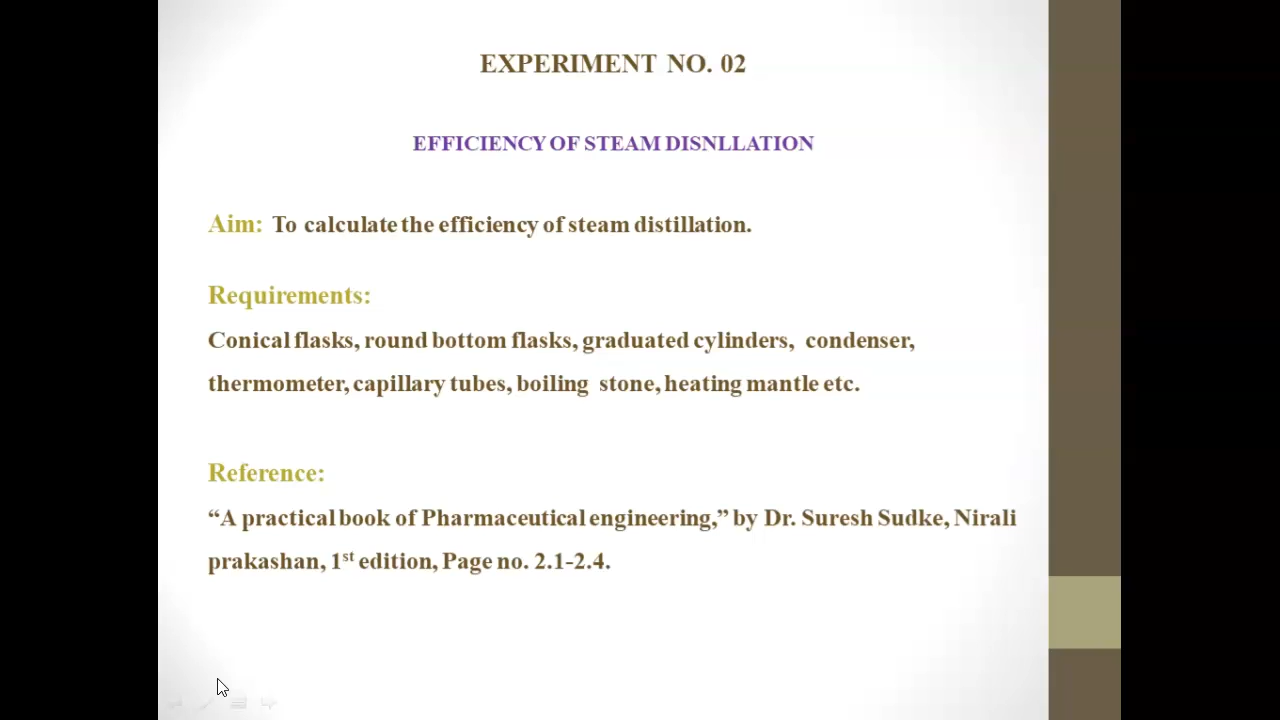 EXPERIMENT NO. 02
EFFICIENCY OF STEAM DISNLLATION
Aim: To calculate the efficiency of steam distillation.
Requirements:
Conical flasks, round bottom flasks, graduated cylinders, condenser,
thermometer, capillary tubes, boiling stone, heating mantle etc.
Reference:
“A practical book of Pharmaceutical engineering,” by Dr. Suresh Sudke, Nirali
prakashan, 1st edition, Page no. 2.1-2.4.